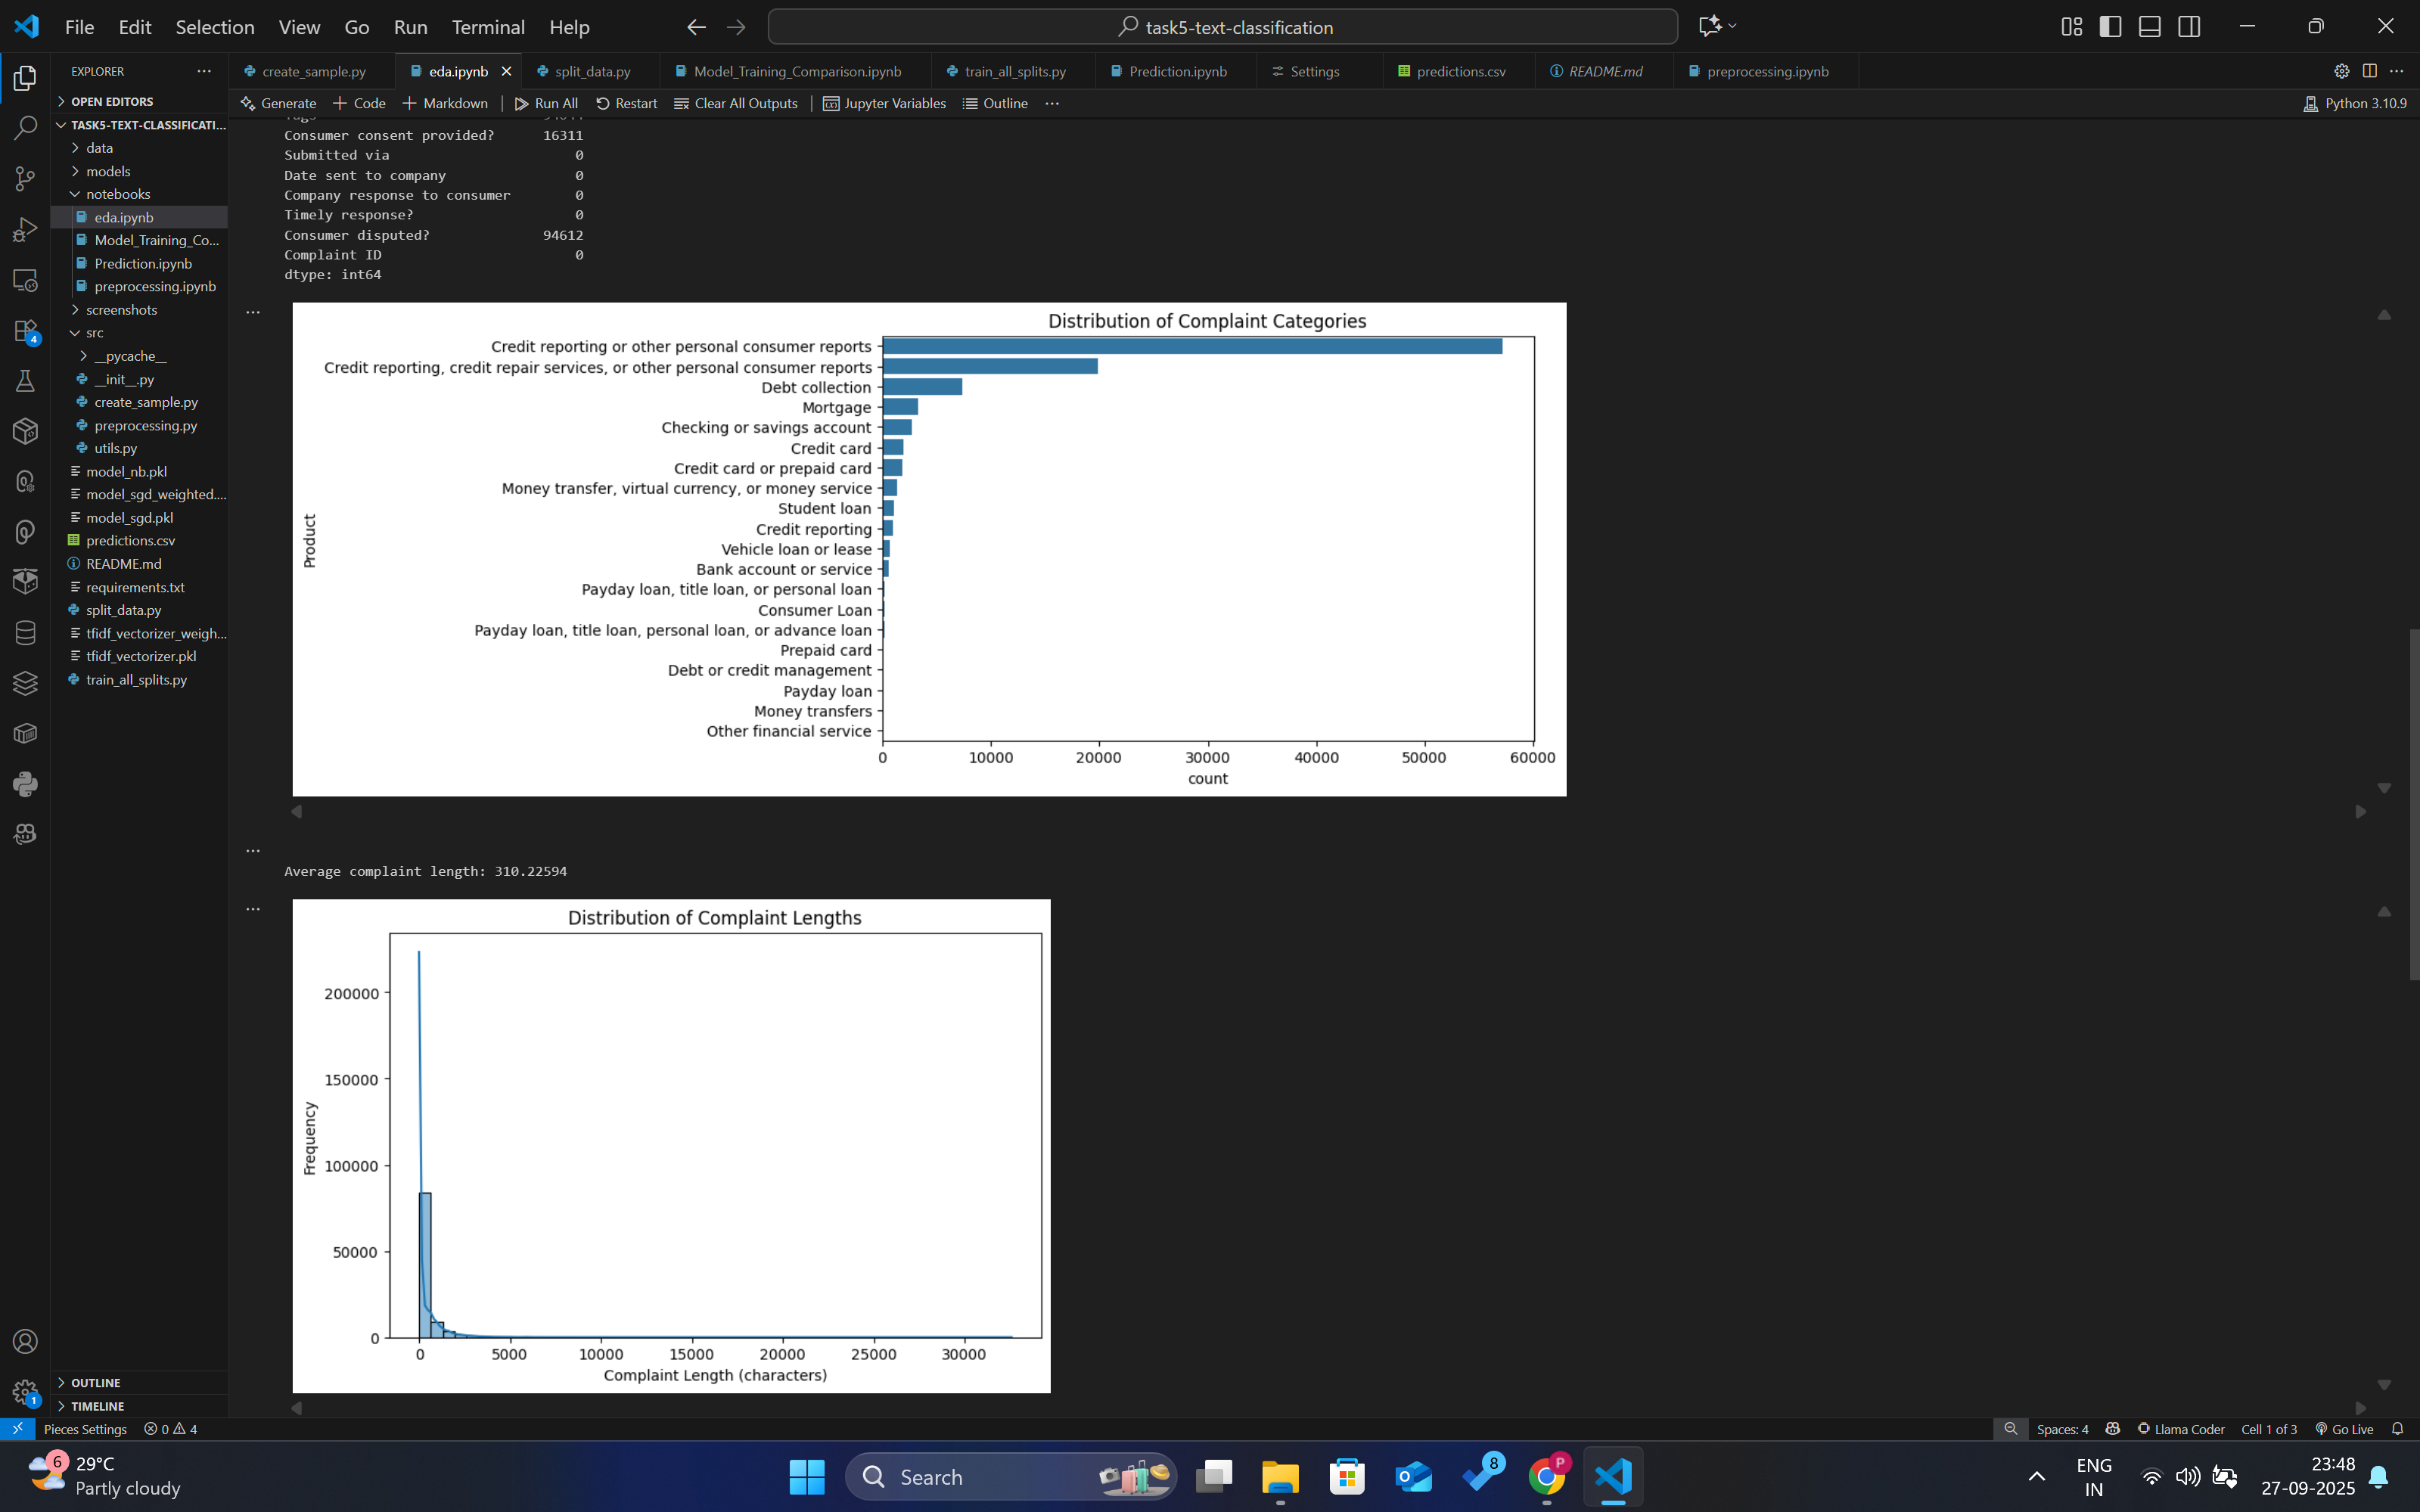 File Edit Selection View Go Run Terminal Help
task5-text-classification
EXPLORER
create_sample.py
eda.ipynb
split_data.py
Model_Training_Comparison.ipynb
train_all_splits.py
Prediction.ipynb
Settings
predictions.csv
README.md
preprocessing.ipynb
Generate Code Markdown Run All Restart Clear All Outputs Jupyter Variables Outline
Python 3.10.9
OPEN EDITORS
TASK5-TEXT-CLASSIFICATI...
data
models
notebooks
eda.ipynb
Model_Training_Co...
Prediction.ipynb
preprocessing.ipynb
screenshots
src
__pycache__
__init__.py
create_sample.py
preprocessing.py
utils.py
model_nb.pkl
model_sgd_weighted....
model_sgd.pkl
predictions.csv
README.md
requirements.txt
split_data.py
tfidf_vectorizer_weigh...
tfidf_vectorizer.pkl
train_all_splits.py
OUTLINE
TIMELINE
4
1
Consumer consent provided? 16311
Submitted via 0
Date sent to company 0
Company response to consumer 0
Timely response? 0
Consumer disputed? 94612
Complaint ID 0
dtype: int64
Distribution of Complaint Categories
Product
Credit reporting or other personal consumer reports
Credit reporting, credit repair services, or other personal consumer reports
Debt collection
Mortgage
Checking or savings account
Credit card
Credit card or prepaid card
Money transfer, virtual currency, or money service
Student loan
Credit reporting
Vehicle loan or lease
Bank account or service
Payday loan, title loan, or personal loan
Consumer Loan
Payday loan, title loan, personal loan, or advance loan
Prepaid card
Debt or credit management
Payday loan
Money transfers
Other financial service
0 10000 20000 30000 40000 50000 60000
count
Average complaint length: 310.22594
Distribution of Complaint Lengths
Frequency
200000
150000
100000
50000
0
0 5000 10000 15000 20000 25000 30000
Complaint Length (characters)
Pieces Settings 0 4
Spaces: 4 Llama Coder Cell 1 of 3 Go Live
6
29°C
Partly cloudy
Search
8
P
ENG
IN
23:48
27-09-2025